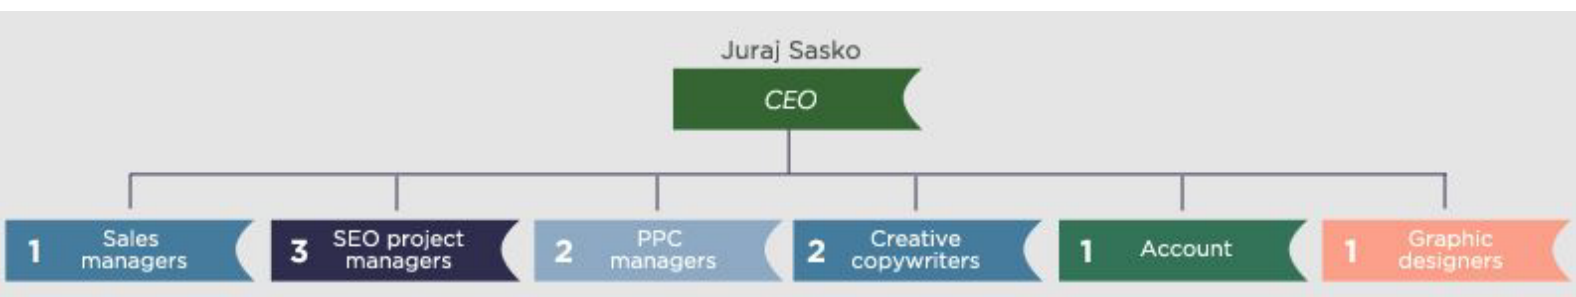 Juraj Sasko
CEO
1
Sales
managers
3
SEO project
managers
2
PPC
managers
2
Creative
copywriters
1
Account
1
Graphic
designers